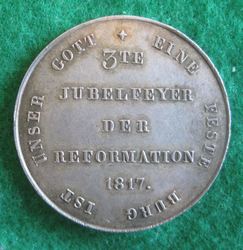 EINE VESTE BURG IST UNSER GOTT
3TE
JUBELFEYER
DER
REFORMATION
1817.